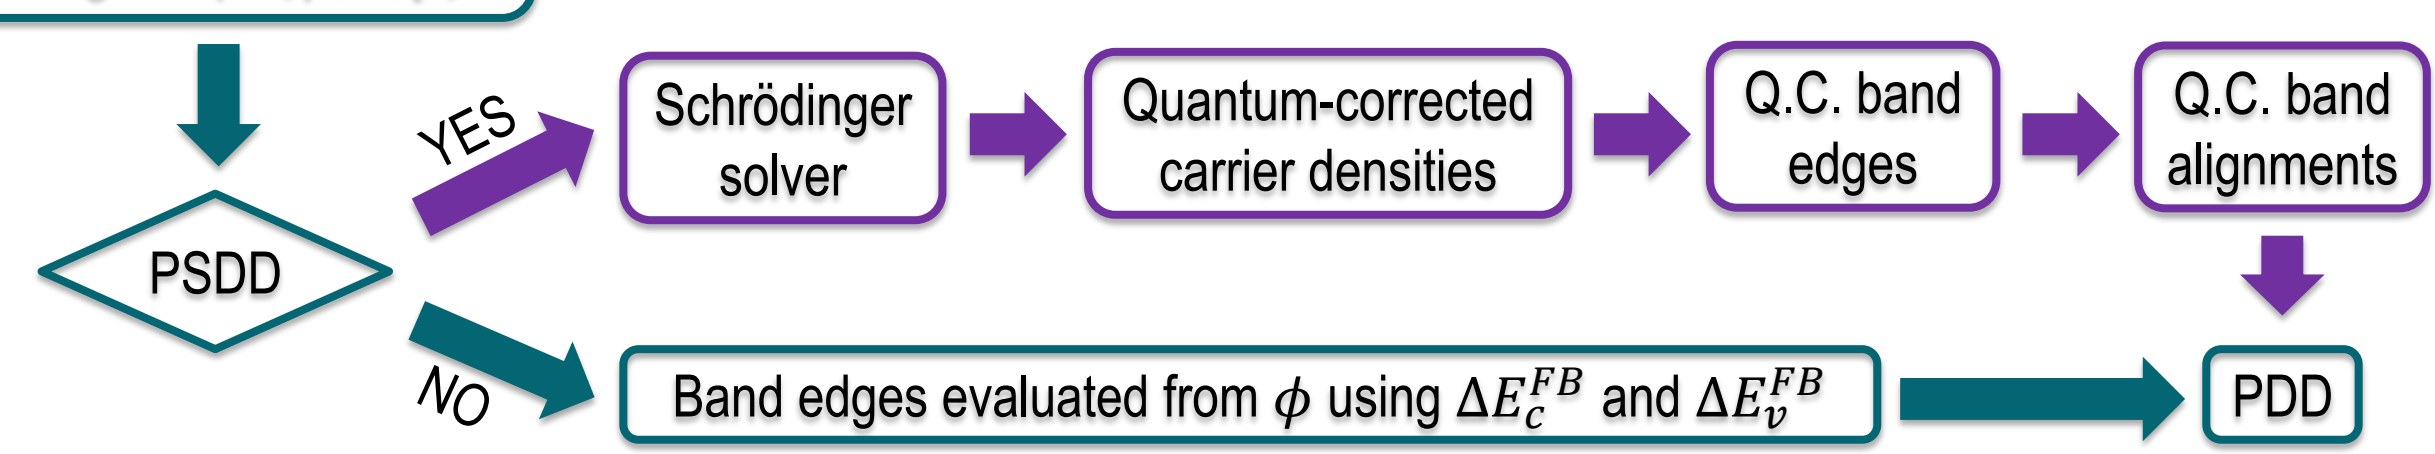 YES
Schrödinger
solver
Quantum-corrected
carrier densities
Q.C. band
edges
Q.C. band
alignments
PSDD
NO
Band edges evaluated from ϕ using ΔE_c^{FB} and ΔE_v^{FB}
PDD